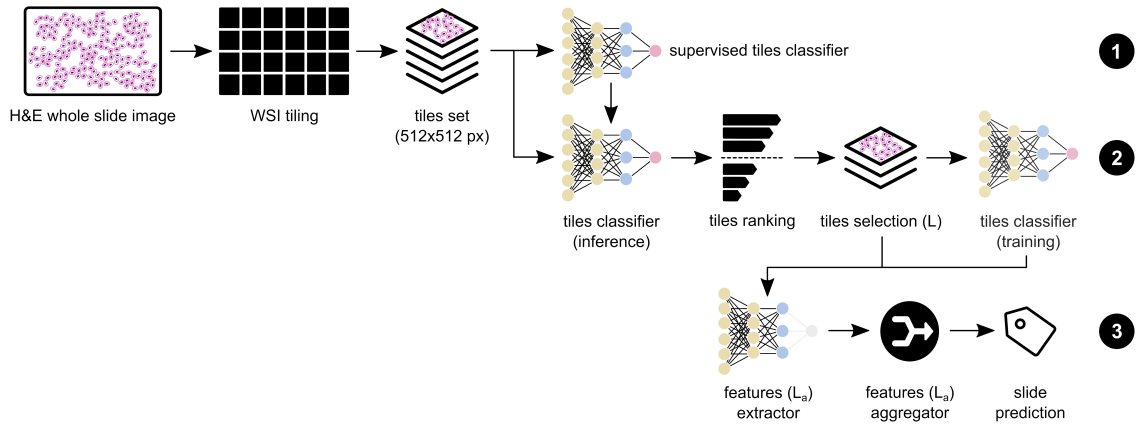 supervised tiles classifier
1
H&E whole slide image
WSI tiling
tiles set
(512x512 px)
2
tiles classifier
(inference)
tiles ranking
tiles selection (L)
tiles classifier
(training)
3
features (Lₐ)
extractor
features (Lₐ)
aggregator
slide
prediction